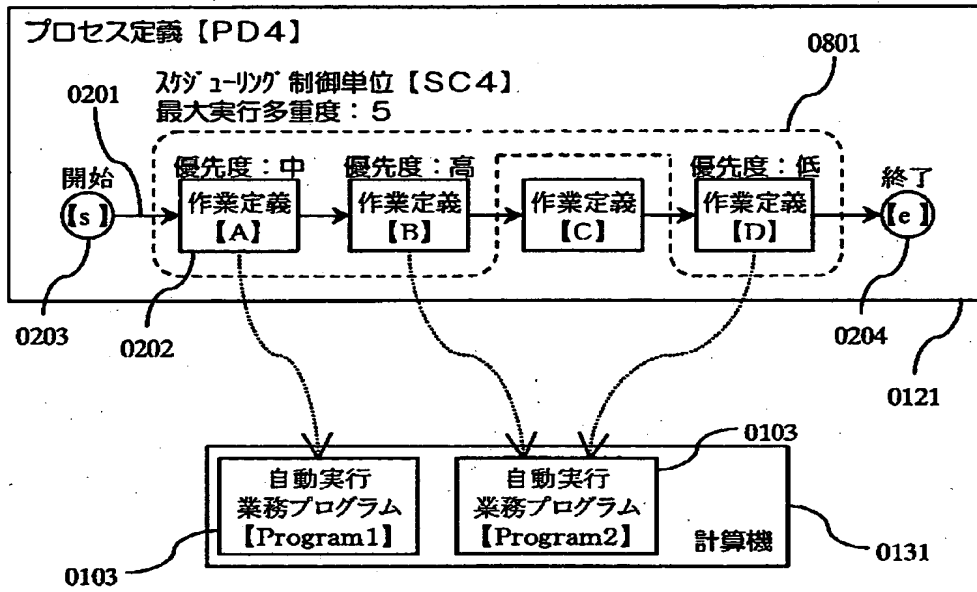 プロセス定義【PD4】
0801
スケジューリング制御単位【SC4】
最大実行多重度：5
0201
優先度：中
優先度：高
優先度：低
開始
終了
【s】
作業定義
【A】
作業定義
【B】
作業定義
【C】
作業定義
【D】
【e】
0203
0202
0204
0121
0103
自動実行
業務プログラム
【Program1】
自動実行
業務プログラム
【Program2】
計算機
0131
0103